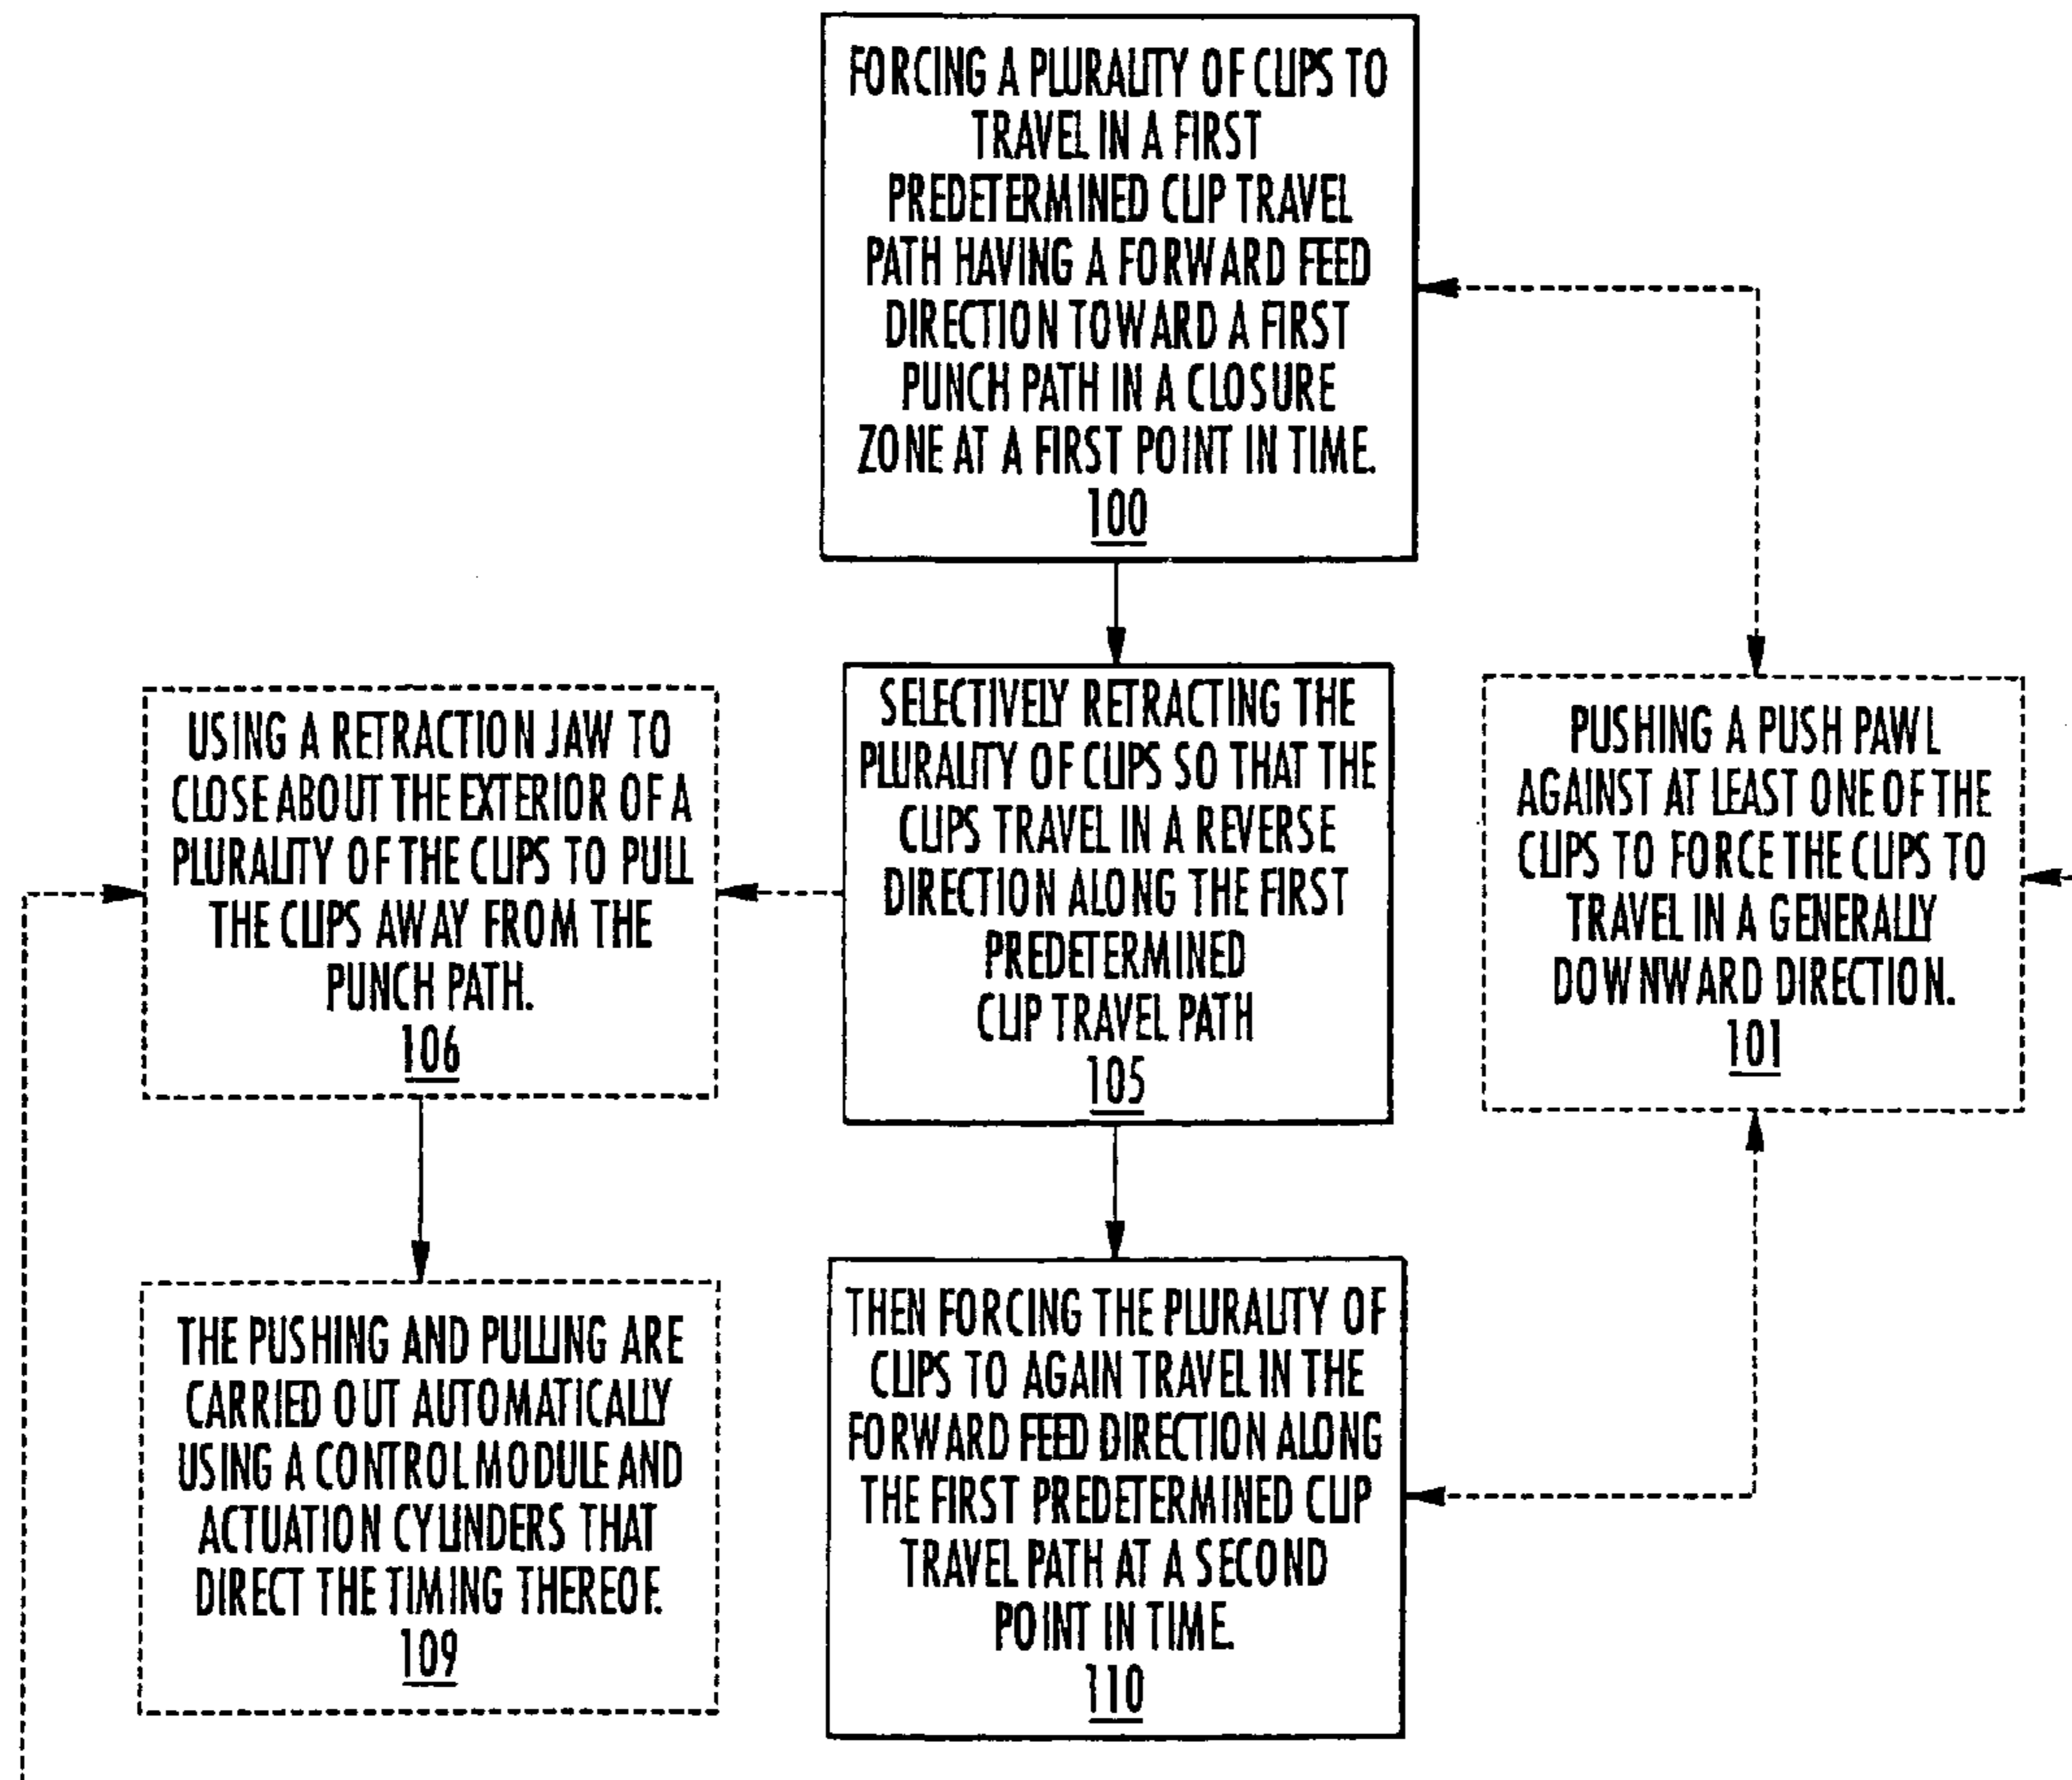 FORCING A PLURALITY OF CLIPS TO
TRAVEL IN A FIRST
PREDETERMINED CLIP TRAVEL
PATH HAVING A FORWARD FEED
DIRECTION TOWARD A FIRST
PUNCH PATH IN A CLOSURE
ZONE AT A FIRST POINT IN TIME.
100
USING A RETRACTION JAW TO
CLOSE ABOUT THE EXTERIOR OF A
PLURALITY OF THE CLIPS TO PULL
THE CLIPS AWAY FROM THE
PUNCH PATH.
106
SELECTIVELY RETRACTING THE
PLURALITY OF CLIPS SO THAT THE
CLIPS TRAVEL IN A REVERSE
DIRECTION ALONG THE FIRST
PREDETERMINED
CLIP TRAVEL PATH
105
PUSHING A PUSH PAWL
AGAINST AT LEAST ONE OF THE
CLIPS TO FORCE THE CLIPS TO
TRAVEL IN A GENERALLY
DOWNWARD DIRECTION.
101
THE PUSHING AND PULLING ARE
CARRIED OUT AUTOMATICALLY
USING A CONTROL MODULE AND
ACTUATION CYLINDERS THAT
DIRECT THE TIMING THEREOF.
109
THEN FORCING THE PLURALITY OF
CLIPS TO AGAIN TRAVEL IN THE
FORWARD FEED DIRECTION ALONG
THE FIRST PREDETERMINED CLIP
TRAVEL PATH AT A SECOND
POINT IN TIME.
110